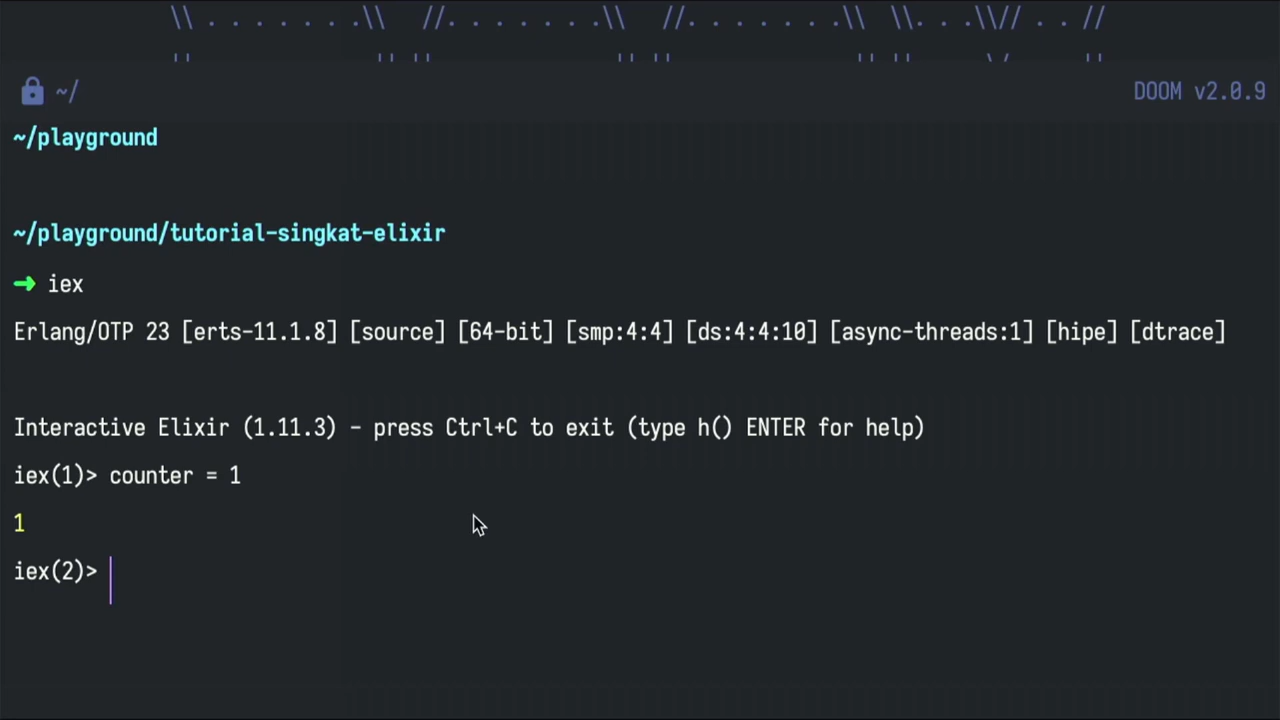 \\ . . . . . . .\\   //. . . . . . .\\   //. . . . . . .\\  \\. . .\\// . . //
~/
DOOM v2.0.9
~/playground
~/playground/tutorial-singkat-elixir
➜ iex
Erlang/OTP 23 [erts-11.1.8] [source] [64-bit] [smp:4:4] [ds:4:4:10] [async-threads:1] [hipe] [dtrace]
Interactive Elixir (1.11.3) - press Ctrl+C to exit (type h() ENTER for help)
iex(1)> counter = 1
1
iex(2)>